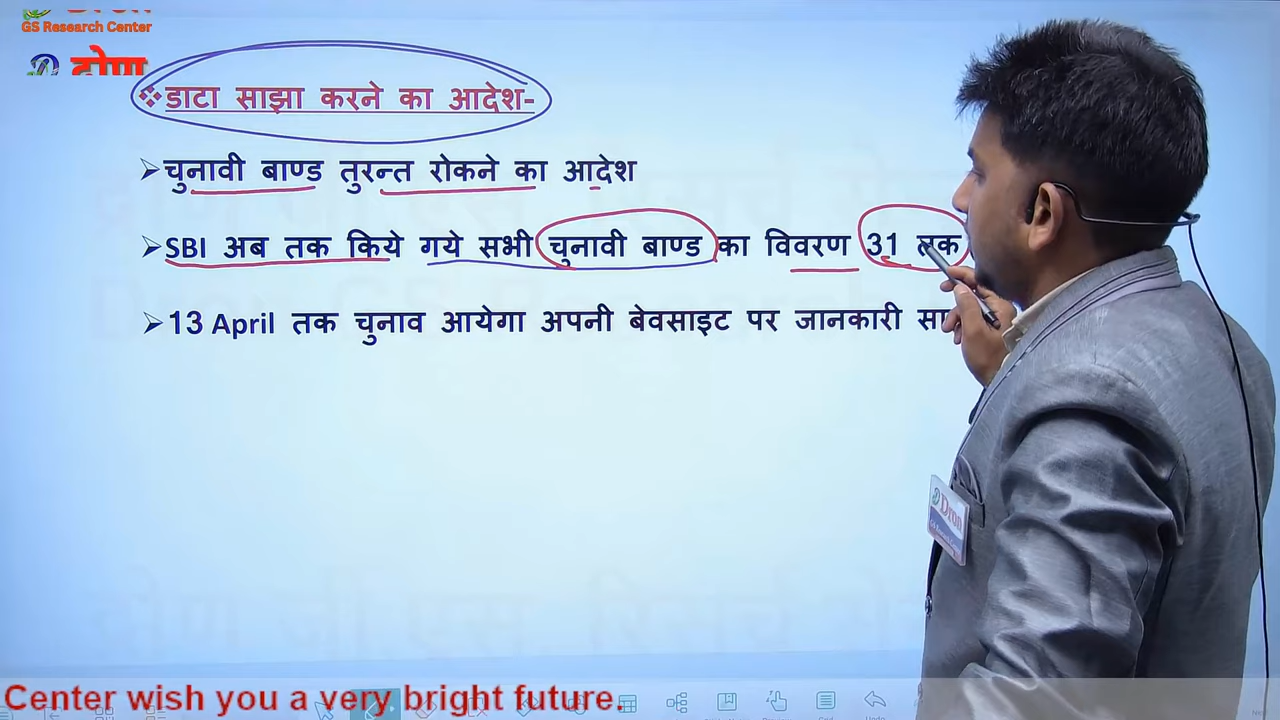 GS Research Center
द्रोण
डाटा साझा करने का आदेश-
चुनावी बाण्ड तुरन्त रोकने का आदेश
SBI अब तक किये गये सभी चुनावी बाण्ड का विवरण 31 तक
13 April तक चुनाव आयेगा अपनी बेवसाइट पर जानकारी
Dron
Center wish you a very bright future.